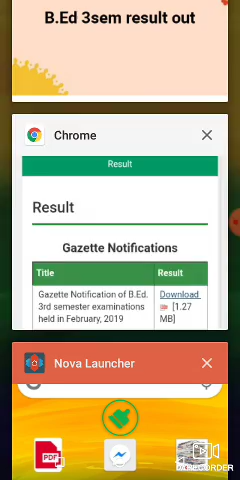 B.Ed 3sem result out
Chrome
Result
Result
Gazette Notifications
Title Result
Gazette Notification of B.Ed. Download
3rd semester examinations [1.27
held in February, 2019 MB]
Nova Launcher
PDF